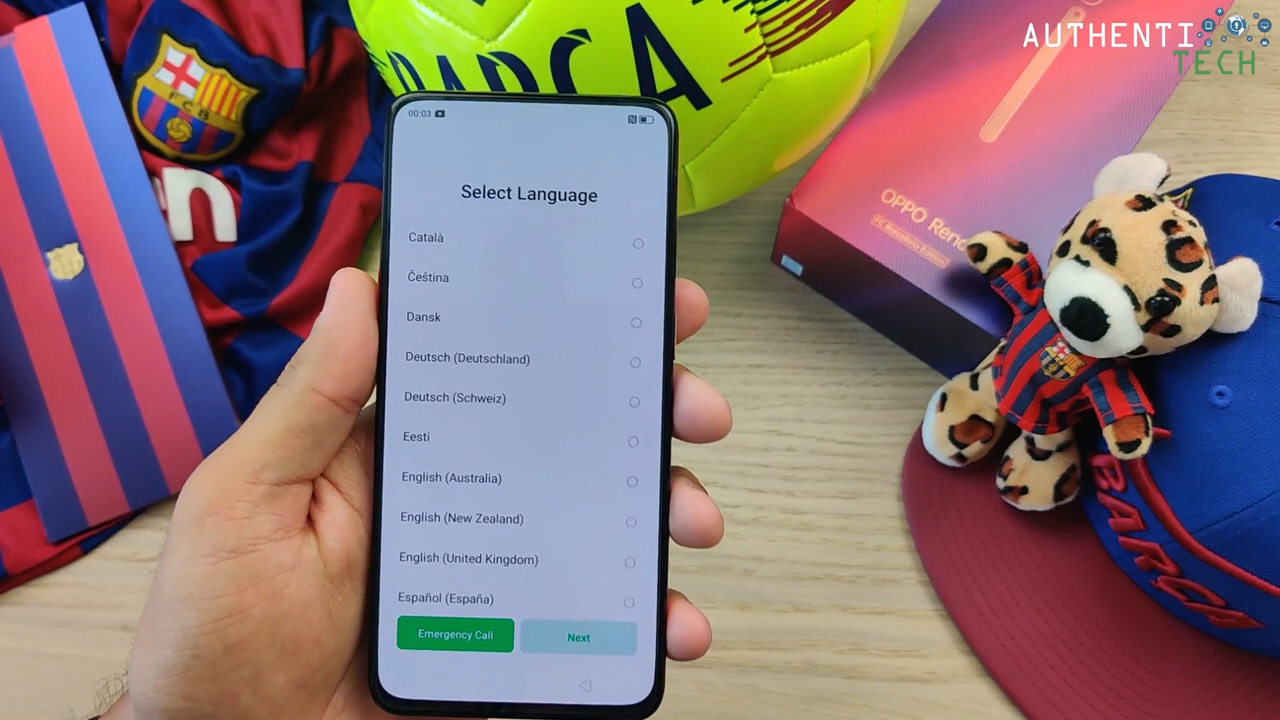 AUTHENTI
TECH
BARÇA
FCB
n
00:03
Select Language
Català
Čeština
Dansk
Deutsch (Deutschland)
Deutsch (Schweiz)
Eesti
English (Australia)
English (New Zealand)
English (United Kingdom)
Español (España)
Emergency Call
Next
OPPO Reno
FC Barcelona Edition
BARÇA